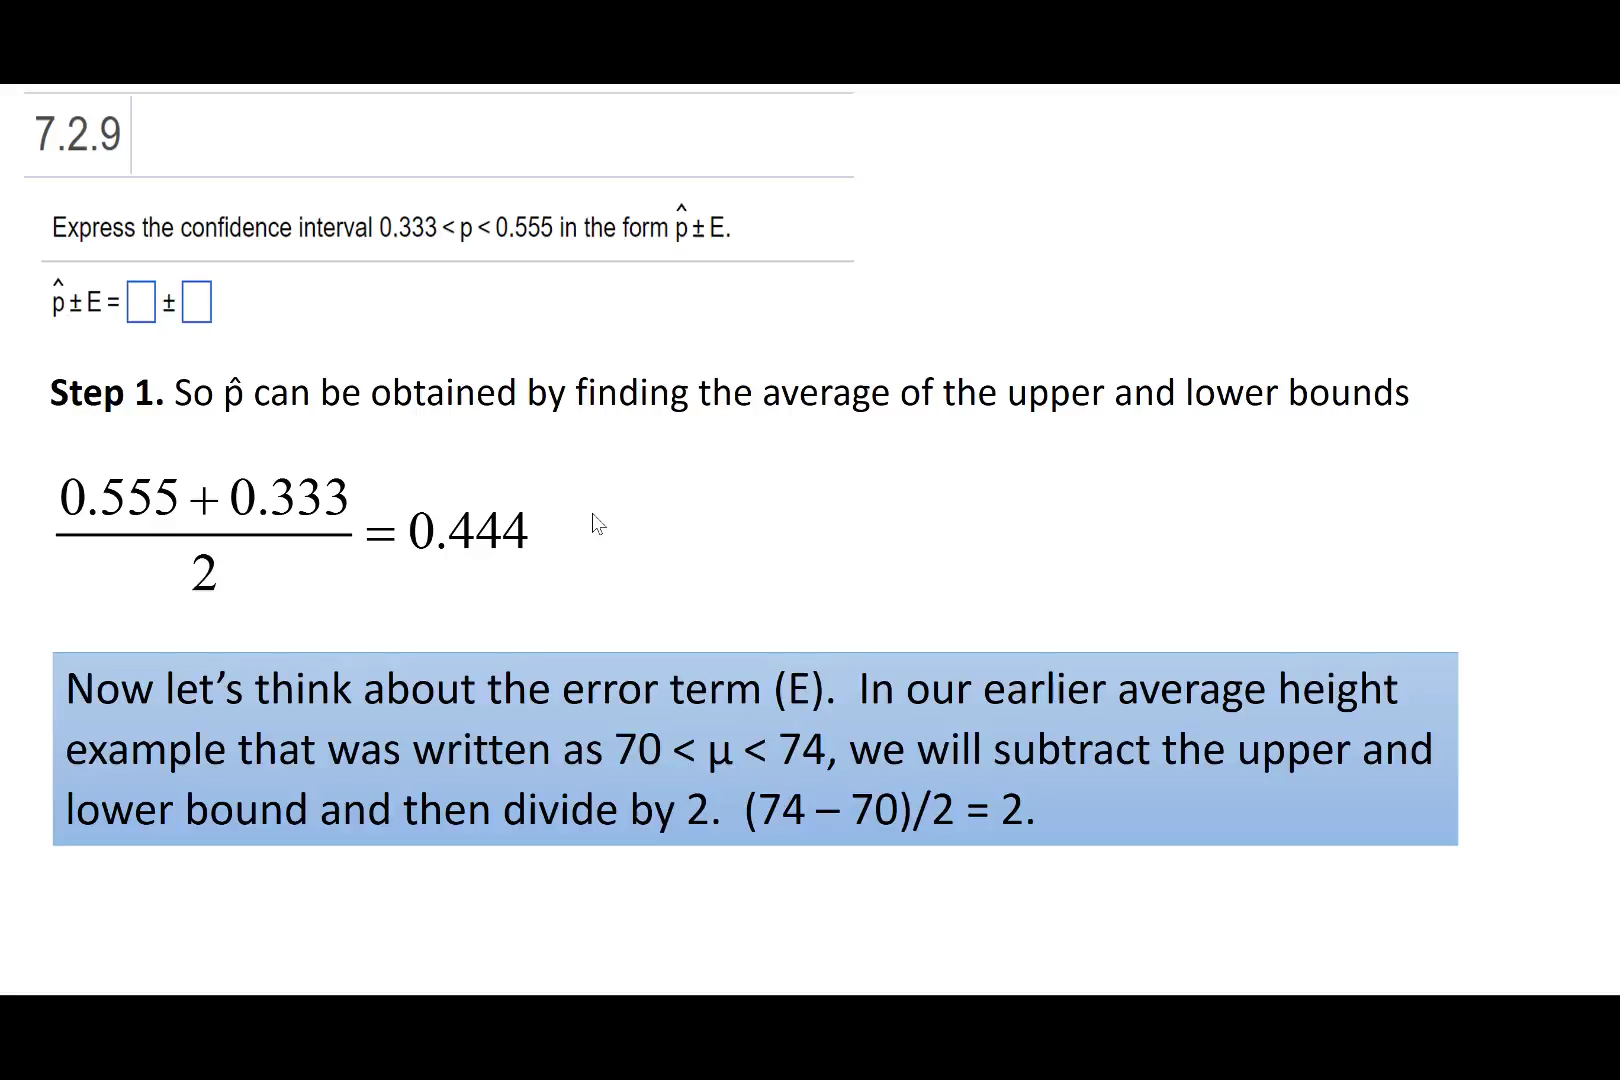 7.2.9
Express the confidence interval 0.333 < p < 0.555 in the form p̂ ± E.
p̂ ± E = ☐ ± ☐
Step 1. So p̂ can be obtained by finding the average of the upper and lower bounds
0.555 + 0.333
= 0.444
2
Now let’s think about the error term (E).  In our earlier average height
example that was written as 70 < μ < 74, we will subtract the upper and
lower bound and then divide by 2.  (74 – 70)/2 = 2.